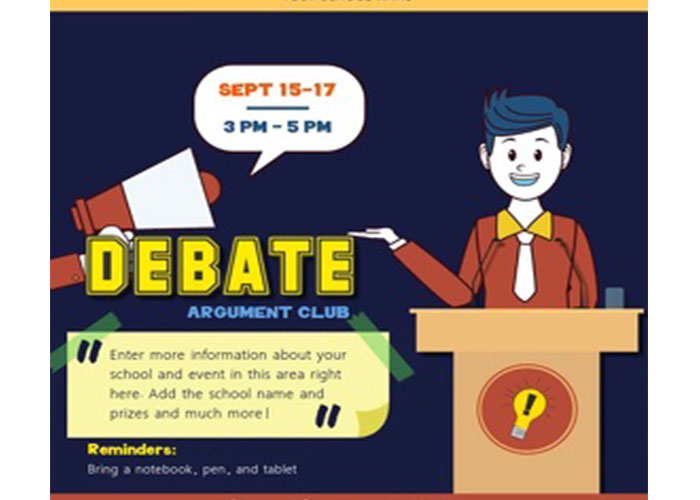 SEPT 15-17
3 PM - 5 PM
DEBATE
ARGUMENT CLUB
" Enter more information about your
school and event in this area right
here. Add the school name and
prizes and much more! "
Reminders:
Bring a notebook, pen, and tablet